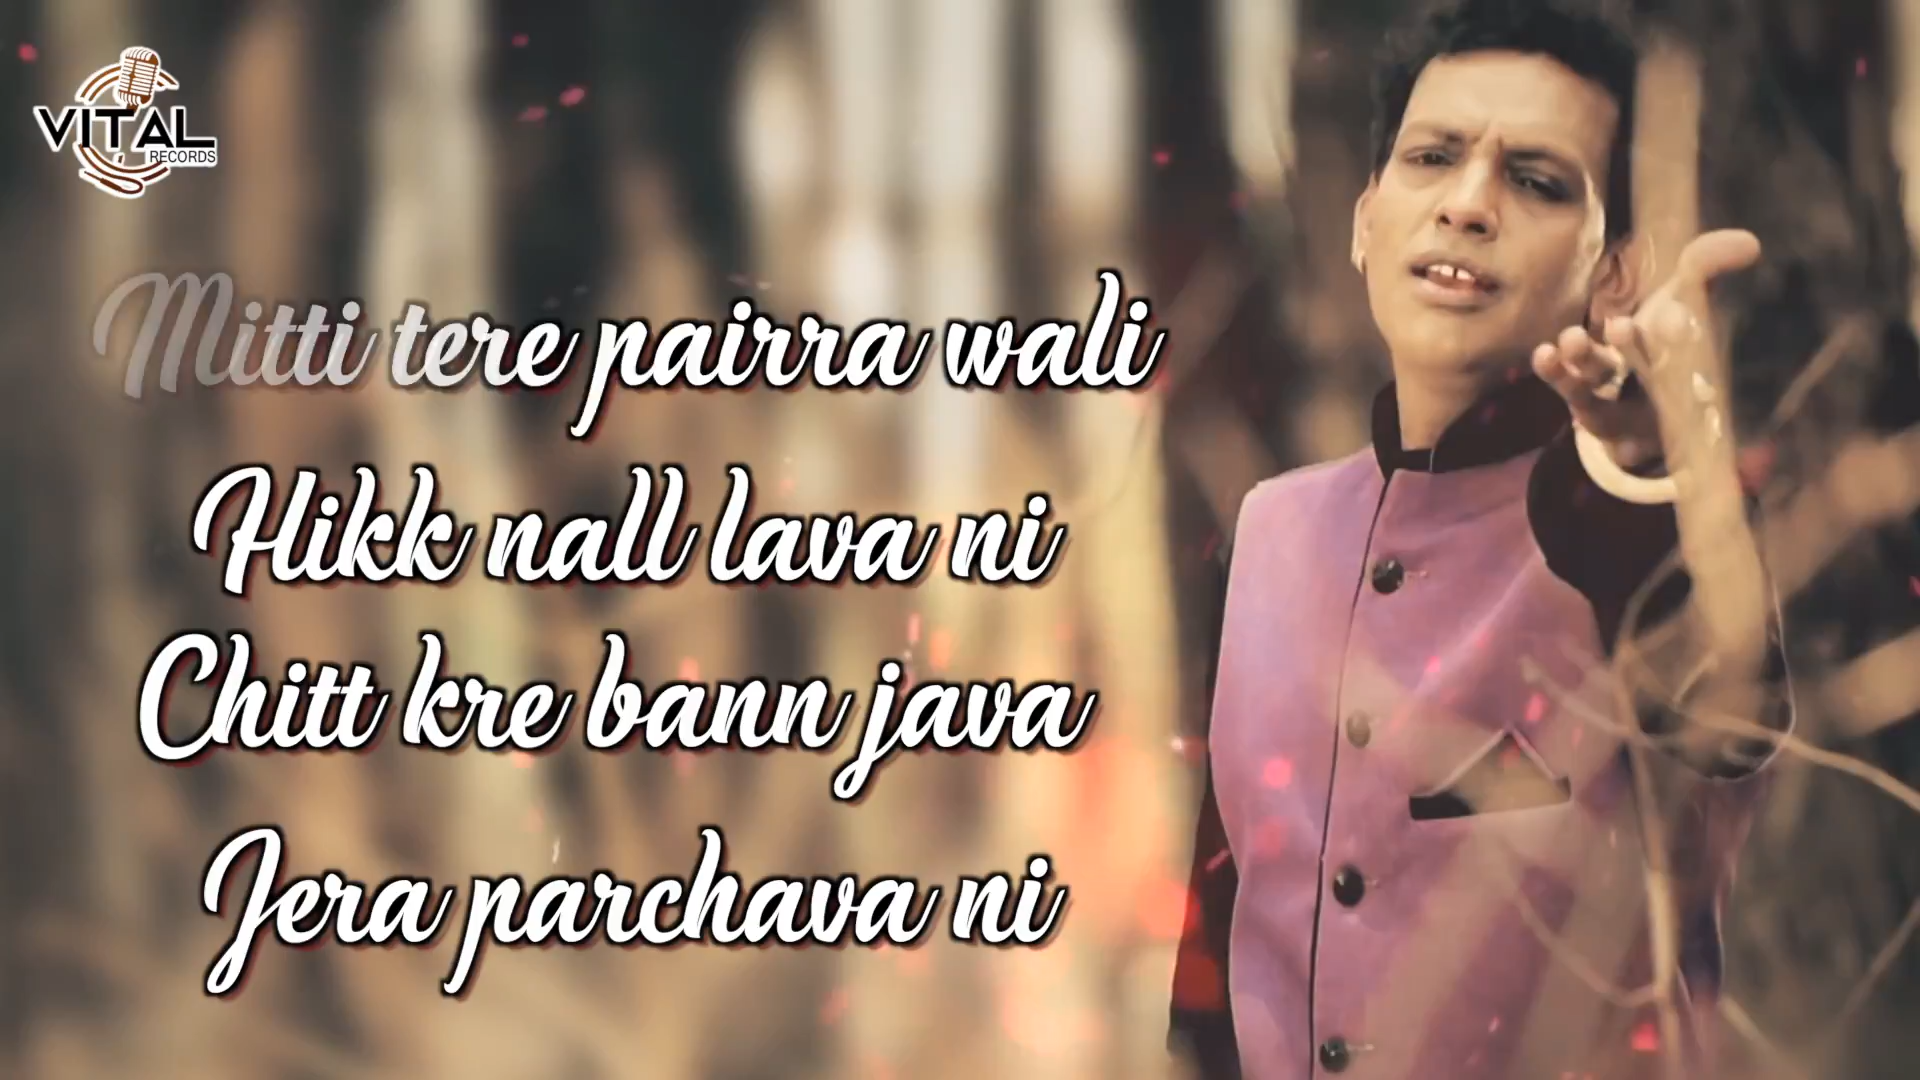 VITAL
RECORDS
Mitti tere pairra wali
Hikk nall lava ni
Chitt kre bann java
Jera parchava ni